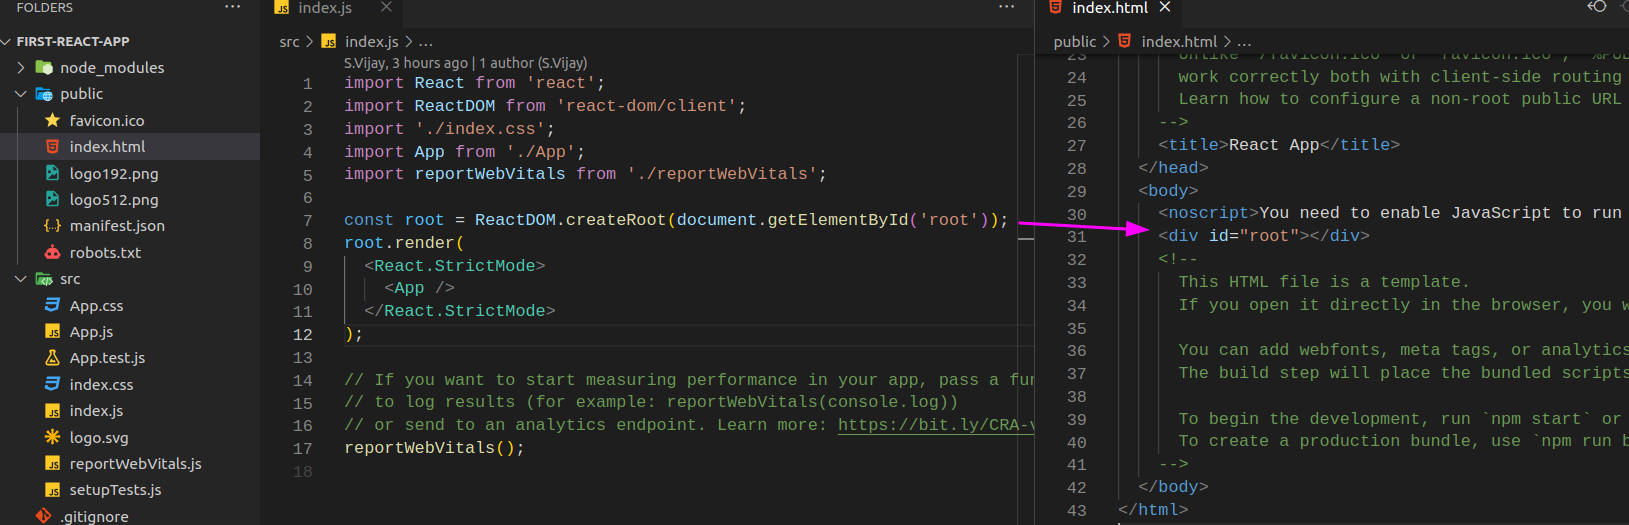 FOLDERS
FIRST-REACT-APP
node_modules
public
favicon.ico
index.html
logo192.png
logo512.png
manifest.json
robots.txt
src
App.css
App.js
App.test.js
index.css
index.js
logo.svg
reportWebVitals.js
setupTests.js
.gitignore
JS index.js
src > JS index.js > ...
S.Vijay, 3 hours ago | 1 author (S.Vijay)
1 import React from 'react';
2 import ReactDOM from 'react-dom/client';
3 import './index.css';
4 import App from './App';
5 import reportWebVitals from './reportWebVitals';
6
7 const root = ReactDOM.createRoot(document.getElementById('root'));
8 root.render(
9 <React.StrictMode>
10 <App />
11 </React.StrictMode>
12 );
13
14 // If you want to start measuring performance in your app, pass a fun
15 // to log results (for example: reportWebVitals(console.log))
16 // or send to an analytics endpoint. Learn more: https://bit.ly/CRA-v
17 reportWebVitals();
18
index.html
public > index.html > ...
23 Unlike "/favicon.ico" or "favicon.ico", "%PUB
24 work correctly both with client-side routing
25 Learn how to configure a non-root public URL
26 -->
27 <title>React App</title>
28 </head>
29 <body>
30 <noscript>You need to enable JavaScript to run
31 <div id="root"></div>
32 <!--
33 This HTML file is a template.
34 If you open it directly in the browser, you w
35
36 You can add webfonts, meta tags, or analytics
37 The build step will place the bundled scripts
38
39 To begin the development, run `npm start` or
40 To create a production bundle, use `npm run b
41 -->
42 </body>
43 </html>